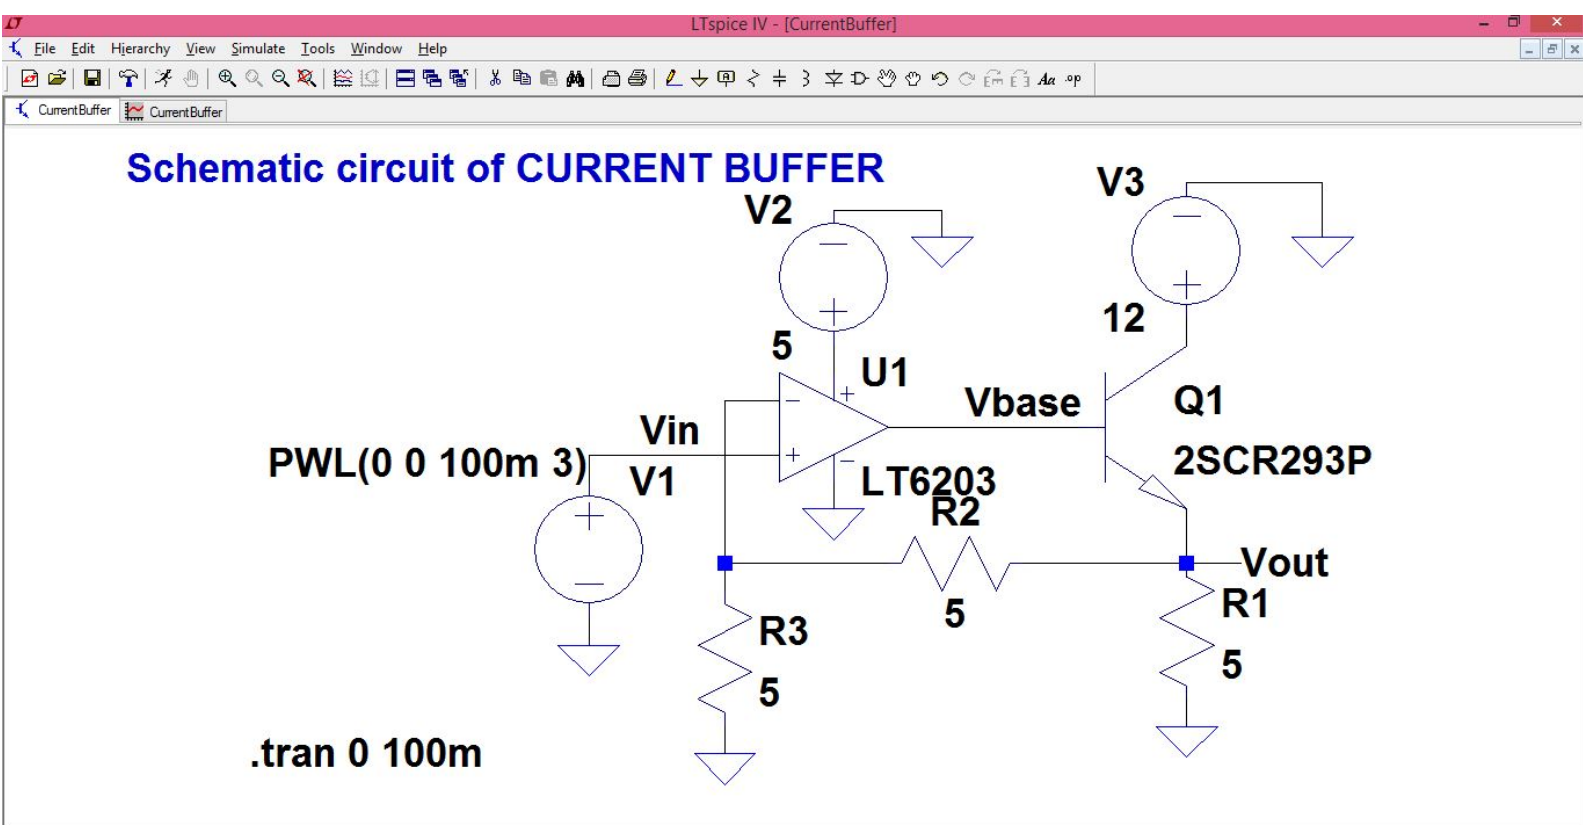 LTspice IV - [CurrentBuffer]
File Edit Hierarchy View Simulate Tools Window Help
Aa .op
CurrentBuffer CurrentBuffer
Schematic circuit of CURRENT BUFFER
V3
V2
12
5
U1
Vbase
Q1
Vin
PWL(0 0 100m 3)
V1
2SCR293P
LT6203
R2
Vout
5
R1
R3
5
5
.tran 0 100m